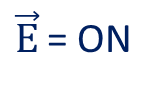 E⃗ = ON